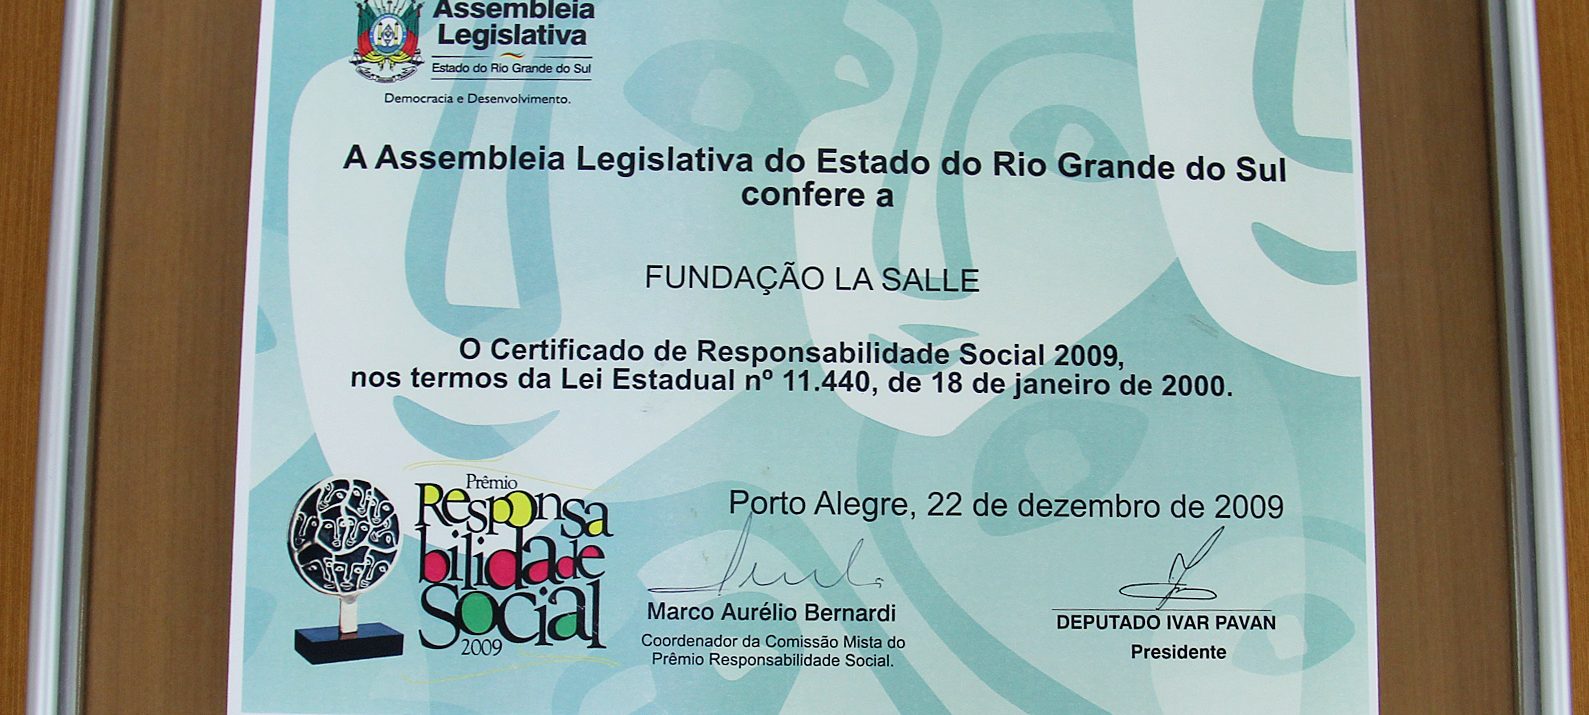 Assembleia
Legislativa
Estado do Rio Grande do Sul
Democracia e Desenvolvimento.
A Assembleia Legislativa do Estado do Rio Grande do Sul
confere a
FUNDAÇÃO LA SALLE
O Certificado de Responsabilidade Social 2009,
nos termos da Lei Estadual nº 11.440, de 18 de janeiro de 2000.
Prêmio
Responsa
bilidade
Social
2009
Porto Alegre, 22 de dezembro de 2009
Marco Aurélio Bernardi
Coordenador da Comissão Mista do
Prêmio Responsabilidade Social.
DEPUTADO IVAR PAVAN
Presidente